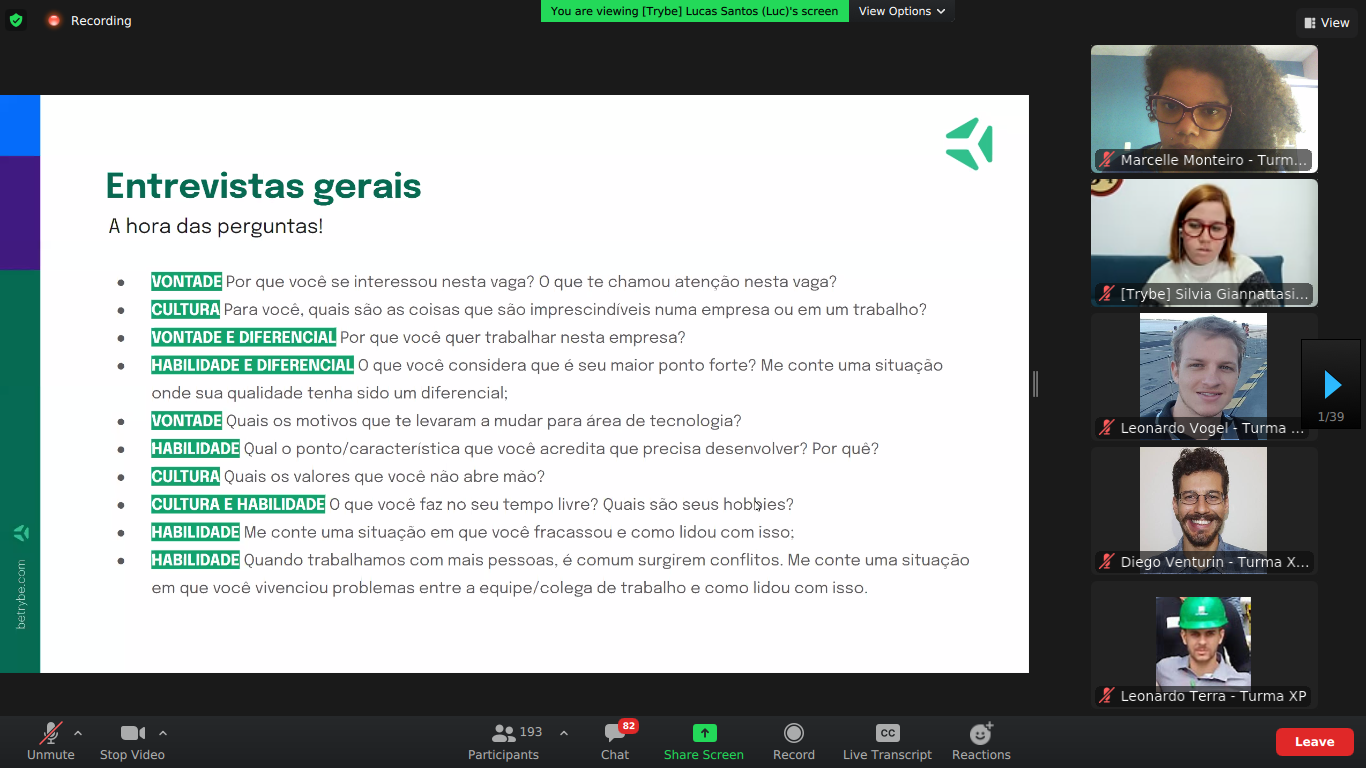 Recording
You are viewing [Trybe] Lucas Santos (Luc)'s screen
View Options
View
Entrevistas gerais
A hora das perguntas!
● VONTADE Por que você se interessou nesta vaga? O que te chamou atenção nesta vaga?
● CULTURA Para você, quais são as coisas que são imprescindíveis numa empresa ou em um trabalho?
● VONTADE E DIFERENCIAL Por que você quer trabalhar nesta empresa?
● HABILIDADE E DIFERENCIAL O que você considera que é seu maior ponto forte? Me conte uma situação
onde sua qualidade tenha sido um diferencial;
● VONTADE Quais os motivos que te levaram a mudar para área de tecnologia?
● HABILIDADE Qual o ponto/característica que você acredita que precisa desenvolver? Por quê?
● CULTURA Quais os valores que você não abre mão?
● CULTURA E HABILIDADE O que você faz no seu tempo livre? Quais são seus hobbies?
● HABILIDADE Me conte uma situação em que você fracassou e como lidou com isso;
● HABILIDADE Quando trabalhamos com mais pessoas, é comum surgirem conflitos. Me conte uma situação
em que você vivenciou problemas entre a equipe/colega de trabalho e como lidou com isso.
betrybe.com
Marcelle Monteiro - Turm...
[Trybe] Silvia Giannattasi...
Leonardo Vogel - Turma ...
1/39
Diego Venturin - Turma X...
Leonardo Terra - Turma XP
Unmute
Stop Video
193
Participants
82
Chat
Share Screen
Record
CC
Live Transcript
Reactions
Leave